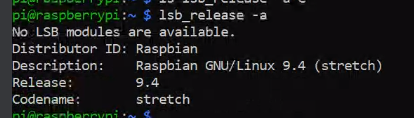 pi@raspberrypi:~ $ lsb_release -a
No LSB modules are available.
Distributor ID: Raspbian
Description:    Raspbian GNU/Linux 9.4 (stretch)
Release:        9.4
Codename:       stretch
pi@raspberrypi:~ $